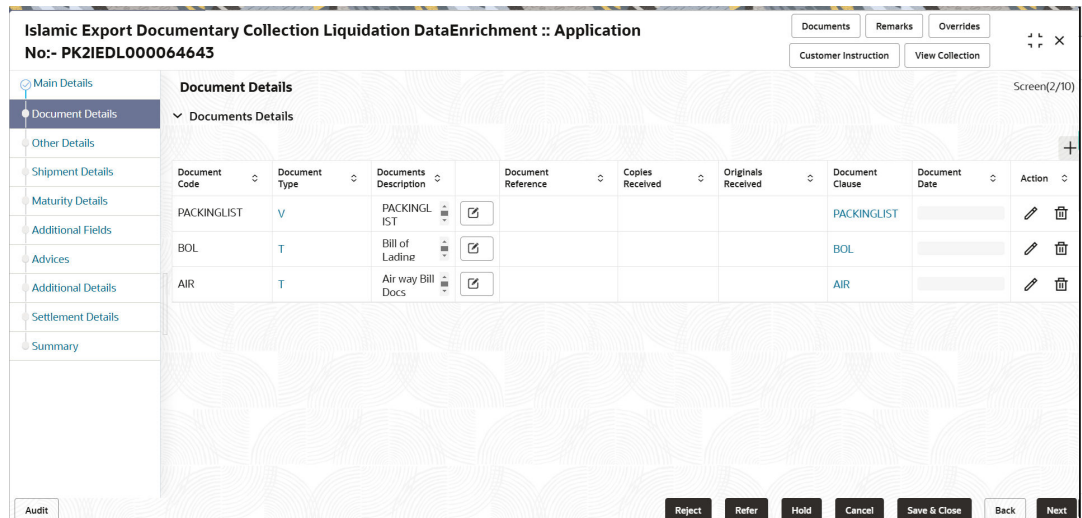 Islamic Export Documentary Collection Liquidation DataEnrichment :: Application
No:- PK2IEDL000064643
Documents Remarks Overrides
Customer Instruction View Collection
Main Details
Document Details
Other Details
Shipment Details
Maturity Details
Additional Fields
Advices
Additional Details
Settlement Details
Summary
Document Details
Screen(2/10)
Documents Details
Document Code Document Type Documents Description Document Reference Copies Received Originals Received Document Clause Document Date Action
PACKINGLIST V PACKINGL
IST PACKINGLIST
BOL T Bill of
Lading BOL
AIR T Air way Bill
Docs AIR
Audit Reject Refer Hold Cancel Save & Close Back Next